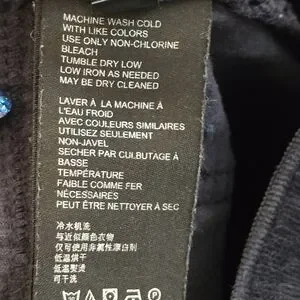 MACHINE WASH COLD
WITH LIKE COLORS
USE ONLY NON-CHLORINE
BLEACH
TUMBLE DRY LOW
LOW IRON AS NEEDED
MAY BE DRY CLEANED
LAVER À LA MACHINE À
L'EAU FROID
AVEC COULEURS SIMILAIRES
UTILISEZ SEULEMENT
NON-JAVEL
SECHER PAR CULBUTAGE À
BASSE
TEMPÉRATURE
FAIBLE COMME FER
NÉCESSAIRES
PEUT ÊTRE NETTOYER À SEC
冷水机洗
与近似颜色衣物
仅可使用非氯性漂白剂
低温烘干
低温熨烫
可干洗